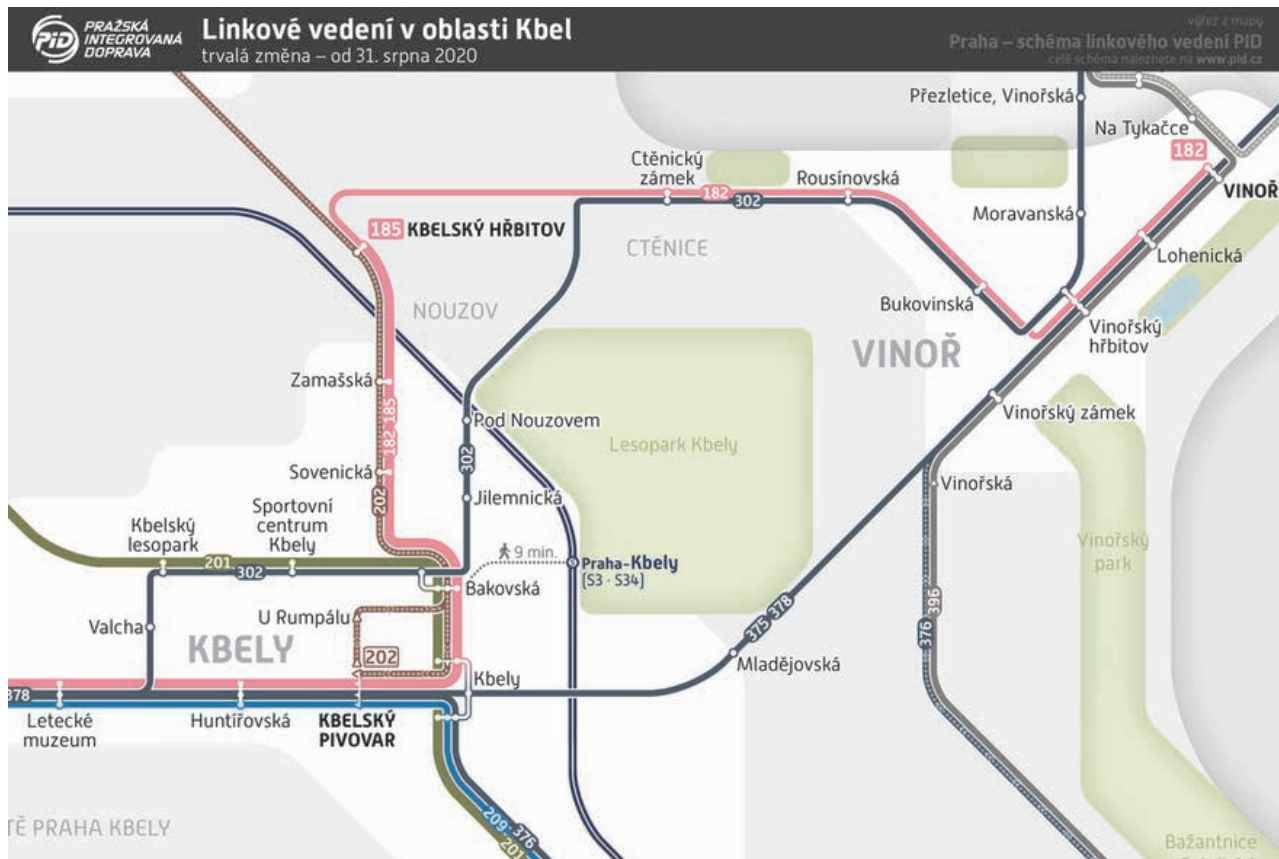 PID PRAŽSKÁ
INTEGROVANÁ
DOPRAVA
Linkové vedení v oblasti Kbel
trvalá změna – od 31. srpna 2020
výřez z mapy
Praha – schéma linkového vedení PID
celé schéma naleznete na www.pid.cz
Přezletice, Vinořská
Na Tykačce
182
Ctěnický
zámek
Rousínovská
182
302
VINOŘ
185 KBELSKÝ HŘBITOV
Moravanská
CTĚNICE
Lohenická
NOUZOV
Bukovinská
Vinořský
hřbitov
VINOŘ
Zamašská
182 185
Vinořský zámek
Pod Nouzovem
Lesopark Kbely
302
Sovenická
202
Vinořská
Jilemnická
Sportovní
centrum
Kbely
Kbelský
lesopark
201
302
9 min.
Praha-Kbely
(S3 · S34)
Vinořský
park
Bakovská
U Rumpálu
Valcha
KBELY
202
375 378
376 396
Mladějovská
Kbely
378
Letecké
muzeum
Huntířovská
KBELSKÝ
PIVOVAR
209 376
201
TĚ PRAHA KBELY
Bažantnice